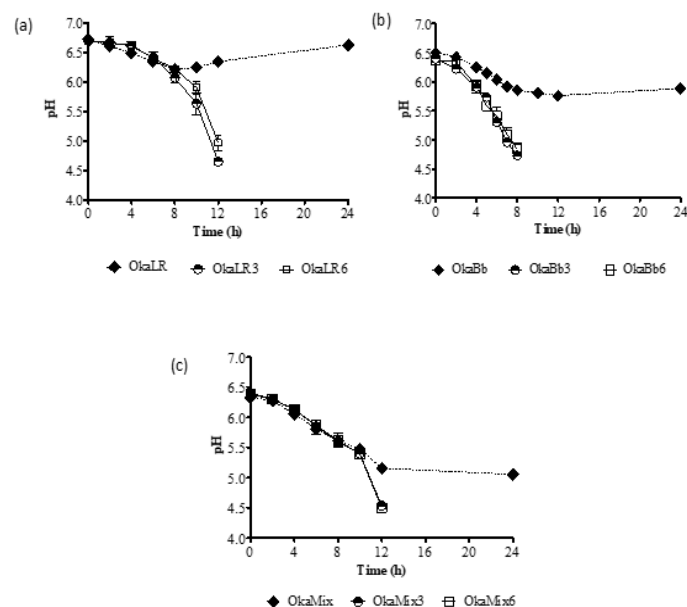 (a)
7.0
6.5
6.0
5.5
5.0
4.5
4.0
pH
0 4 8 12 16 20 24
Time (h)
OkaLR OkaLR3 OkaLR6
(b)
7.0
6.5
6.0
5.5
5.0
4.5
4.0
pH
0 4 8 12 16 20 24
Time (h)
OkaBb OkaBb3 OkaBb6
(c)
7.0
6.5
6.0
5.5
5.0
4.5
4.0
pH
0 4 8 12 16 20 24
Time (h)
OkaMix OkaMix3 OkaMix6